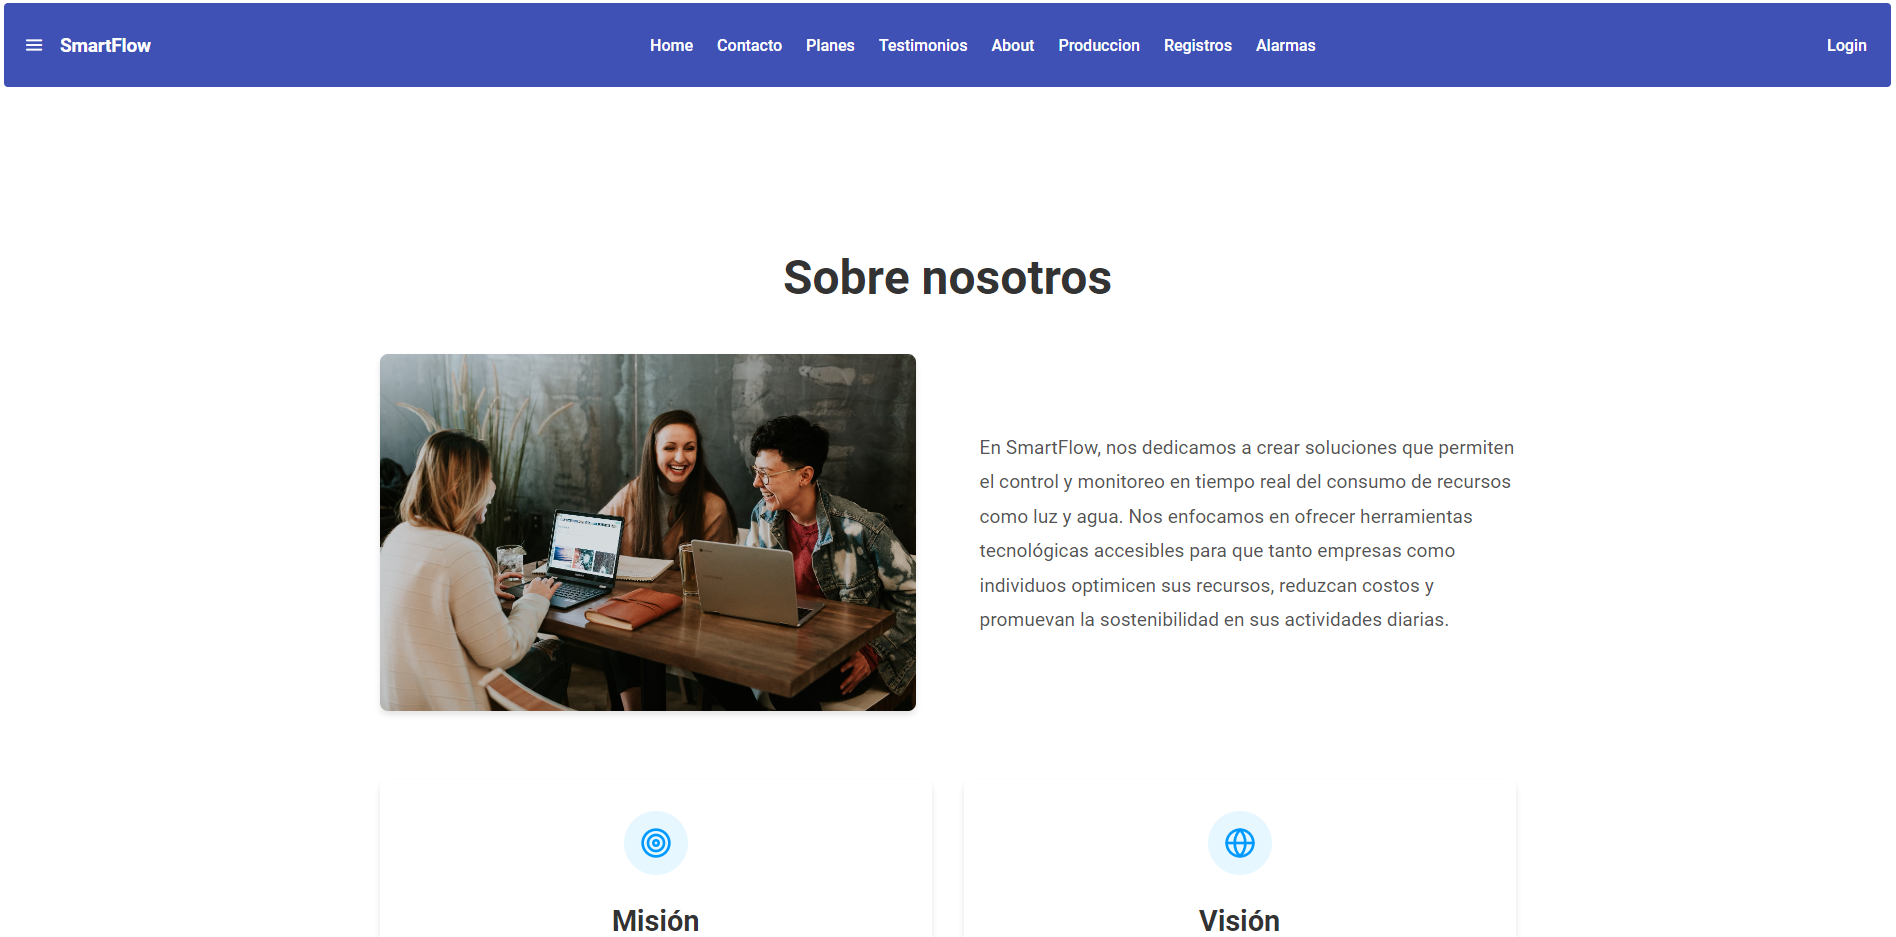 SmartFlow
Home Contacto Planes Testimonios About Produccion Registros Alarmas
Login
Sobre nosotros
En SmartFlow, nos dedicamos a crear soluciones que permiten
el control y monitoreo en tiempo real del consumo de recursos
como luz y agua. Nos enfocamos en ofrecer herramientas
tecnológicas accesibles para que tanto empresas como
individuos optimicen sus recursos, reduzcan costos y
promuevan la sostenibilidad en sus actividades diarias.
Misión
Visión